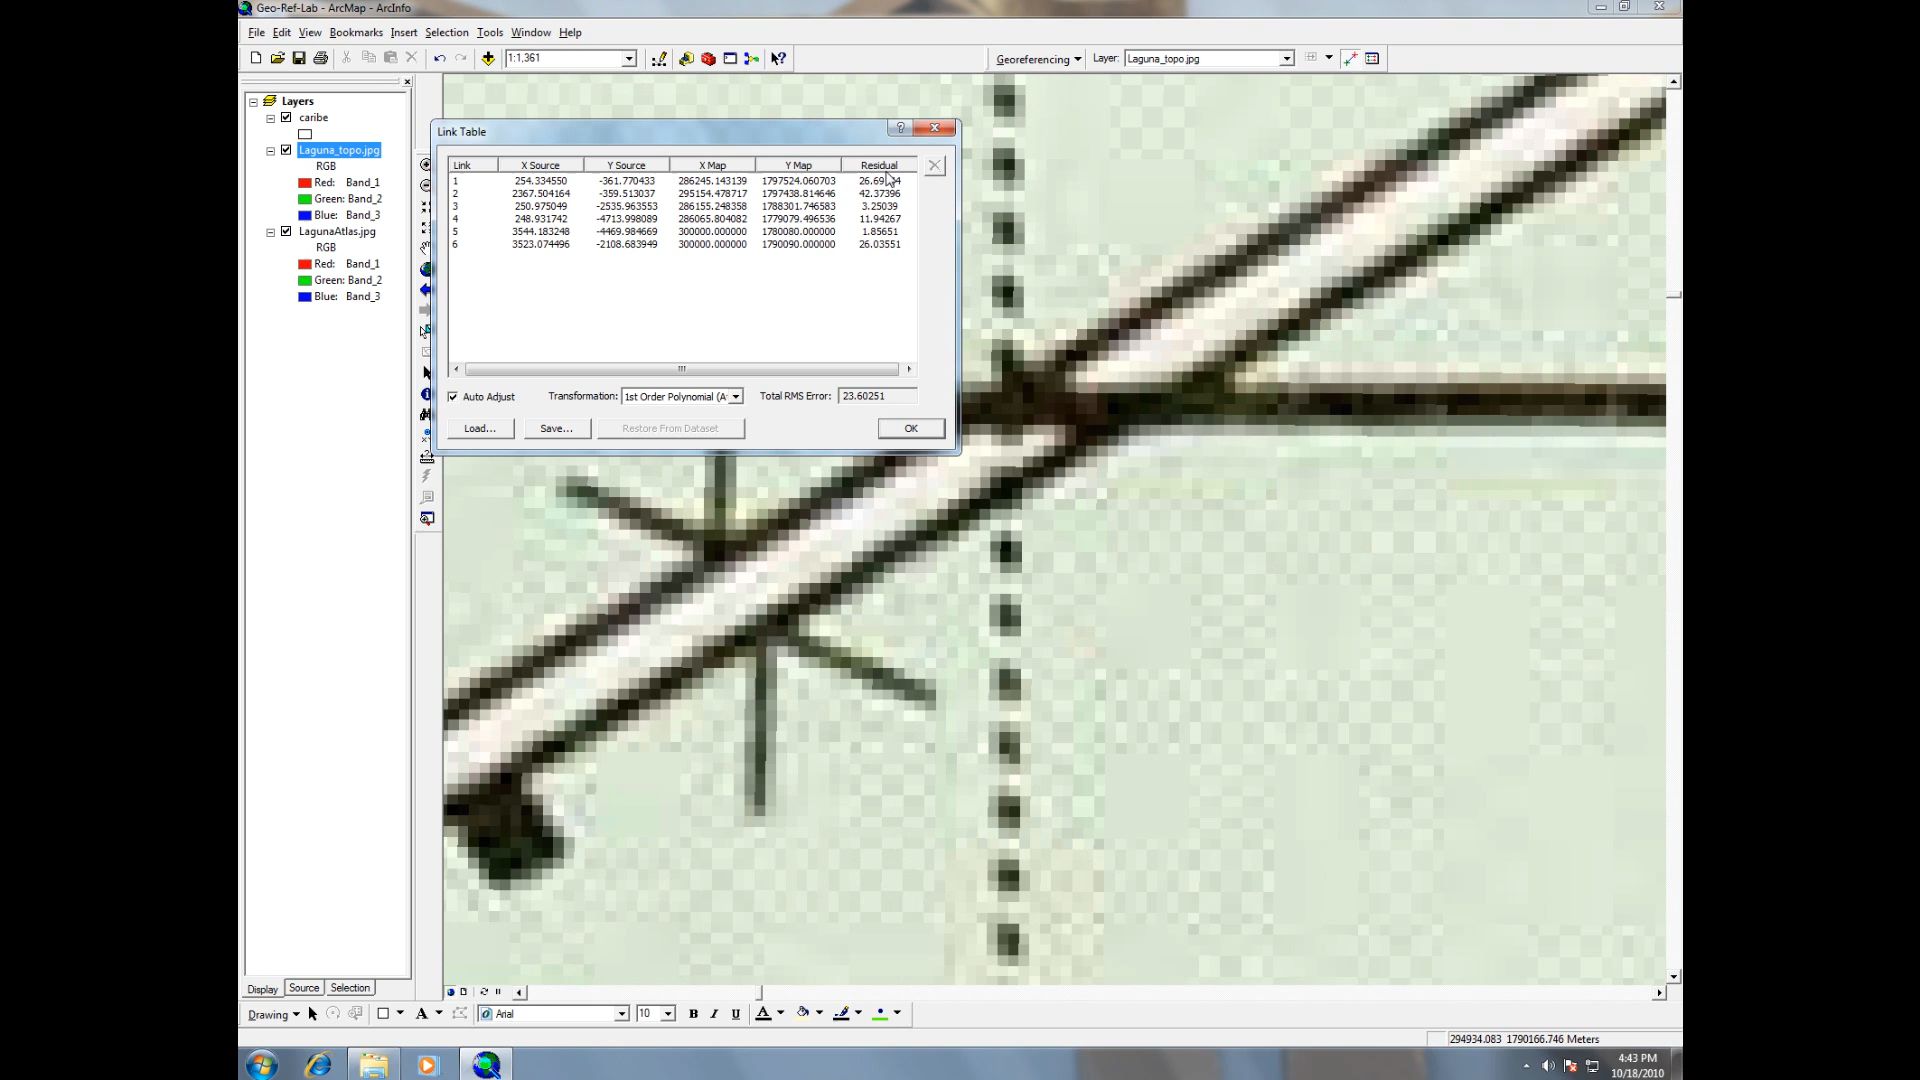 Geo-Ref-Lab - ArcMap - ArcInfo
File Edit View Bookmarks Insert Selection Tools Window Help
1:1,361
Georeferencing Layer: Laguna_topo.jpg
Layers
caribe
Laguna_topo.jpg
RGB
Red: Band_1
Green: Band_2
Blue: Band_3
LagunaAtlas.jpg
RGB
Red: Band_1
Green: Band_2
Blue: Band_3
Link Table
Link X Source Y Source X Map Y Map Residual
1 254.334550 -361.770433 286245.143139 1797524.060703
2 2367.504164 -359.513037 295154.478717 1797438.814646 42.37396
3 250.975049 -2535.963553 286155.248358 1788301.746583 3.25039
4 248.931742 -4713.998089 286065.804082 1779079.496536 11.94267
5 3544.183248 -4469.984669 300000.000000 1780080.000000 1.85651
6 3523.074496 -2108.683949 300000.000000 1790090.000000 26.03551
Auto Adjust Transformation: 1st Order Polynomial (A Total RMS Error: 23.60251
Load... Save... Restore From Dataset OK
Display Source Selection
Drawing A Arial 10 B I U A
294934.083 1790166.746 Meters
4:43 PM
10/18/2010